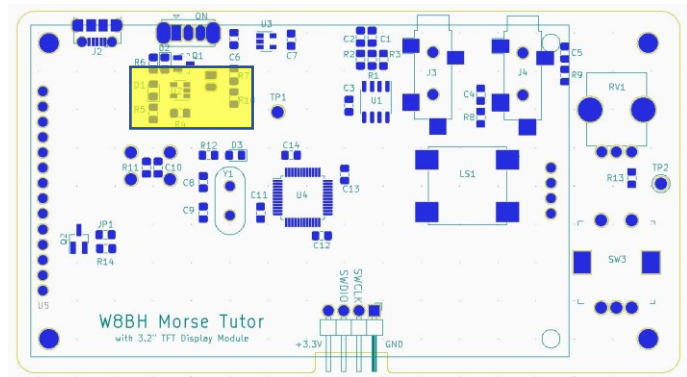 ON
U3
J2
D2
Q1
R6
C6
C7
C2
C1
R2
R3
R1
J3
J4
C5
R9
D1
R7
R5
R4
TP1
C3
U1
C4
R8
RV1
R12
D3
C14
R11
C10
C8
Y1
C9
C11
U4
C13
C12
LS1
R13
TP2
Q2
JP1
R14
SW3
U5
SWDIO
SWCLK
W8BH Morse Tutor
with 3.2" TFT Display Module
+3.3V
GND